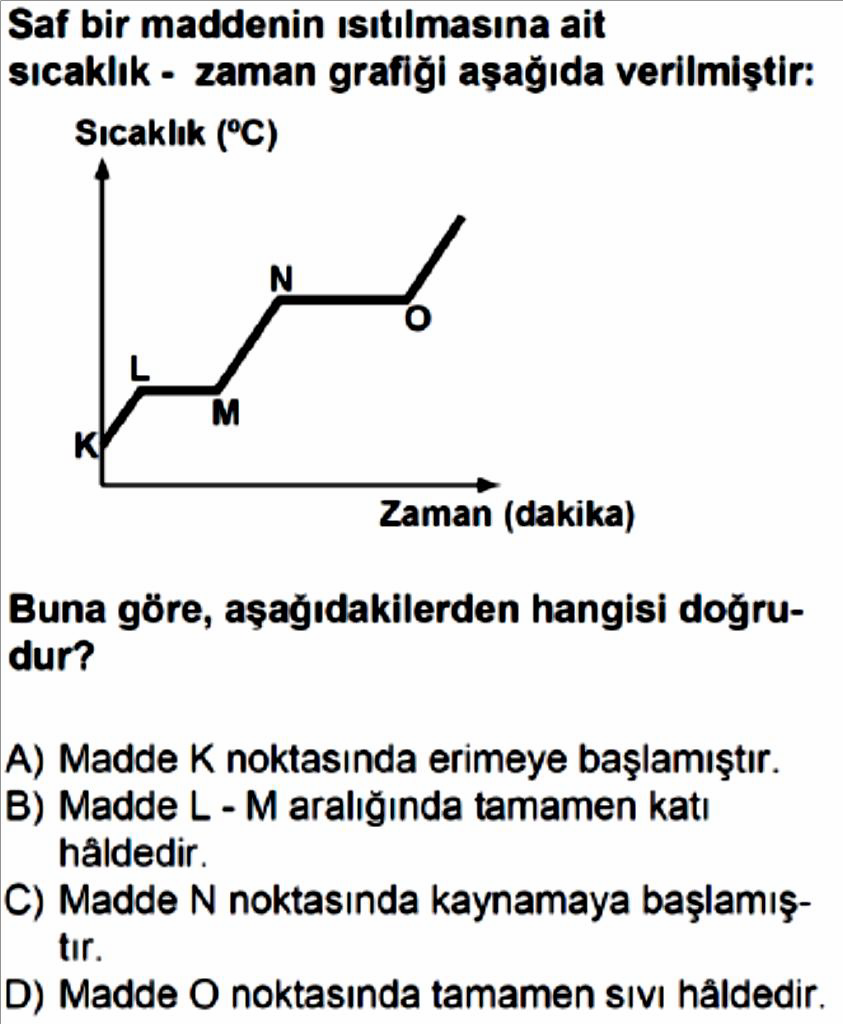 Saf bir maddenin ısıtılmasına ait
sıcaklık - zaman grafiği aşağıda verilmiştir:
Sıcaklık (ºC)
N
O
L
M
K
Zaman (dakika)
Buna göre, aşağıdakilerden hangisi doğru-
dur?
A) Madde K noktasında erimeye başlamıştır.
B) Madde L - M aralığında tamamen katı
hâldedir.
C) Madde N noktasında kaynamaya başlamış-
tır.
D) Madde O noktasında tamamen sıvı hâldedir.